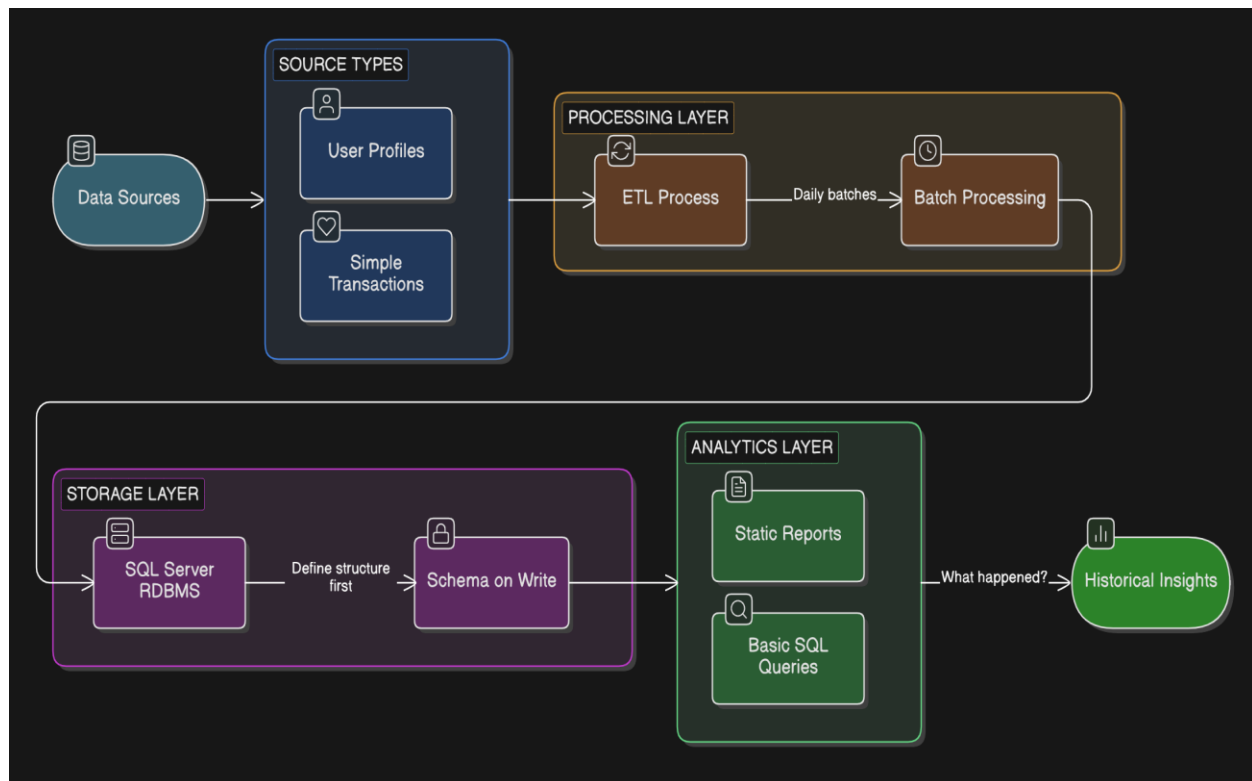 SOURCE TYPES
User Profiles
Simple
Transactions
Data Sources
PROCESSING LAYER
ETL Process
Daily batches
Batch Processing
STORAGE LAYER
SQL Server
RDBMS
Define structure
first
Schema on Write
ANALYTICS LAYER
Static Reports
Basic SQL
Queries
What happened?
Historical Insights